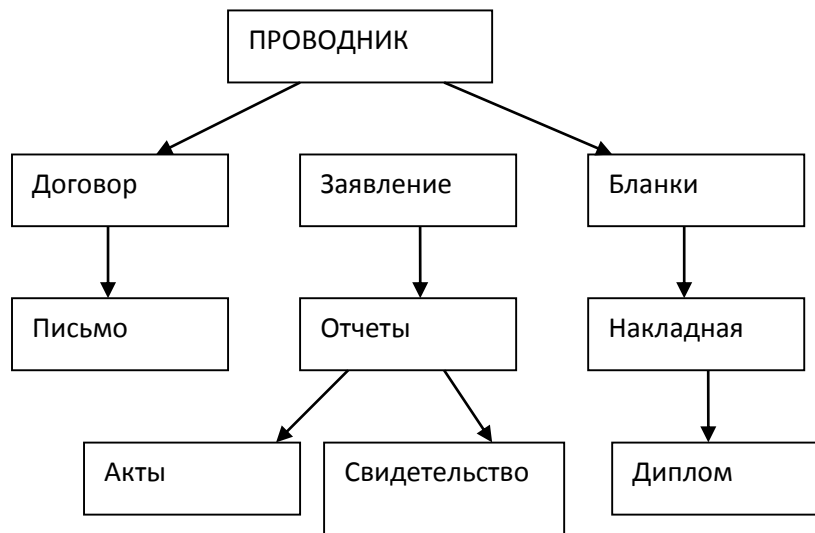 ПРОВОДНИК
Договор
Заявление
Бланки
Письмо
Отчеты
Накладная
Акты
Свидетельство
Диплом